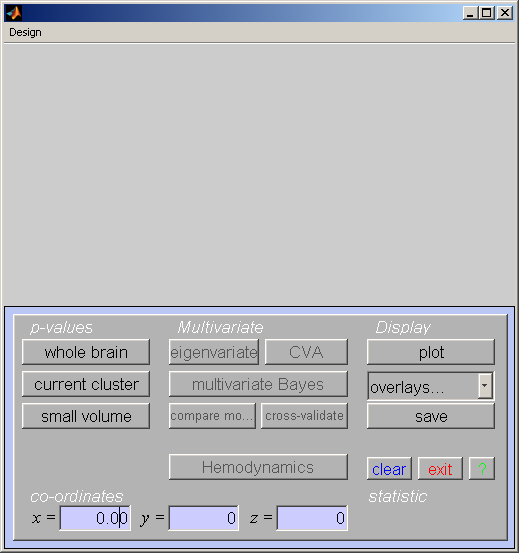 Design
p-values Multivariate Display
whole brain eigenvariate CVA plot
current cluster multivariate Bayes overlays...
small volume compare mo... cross-validate save
Hemodynamics clear exit ?
co-ordinates statistic
x = 0.00 y = 0 z = 0